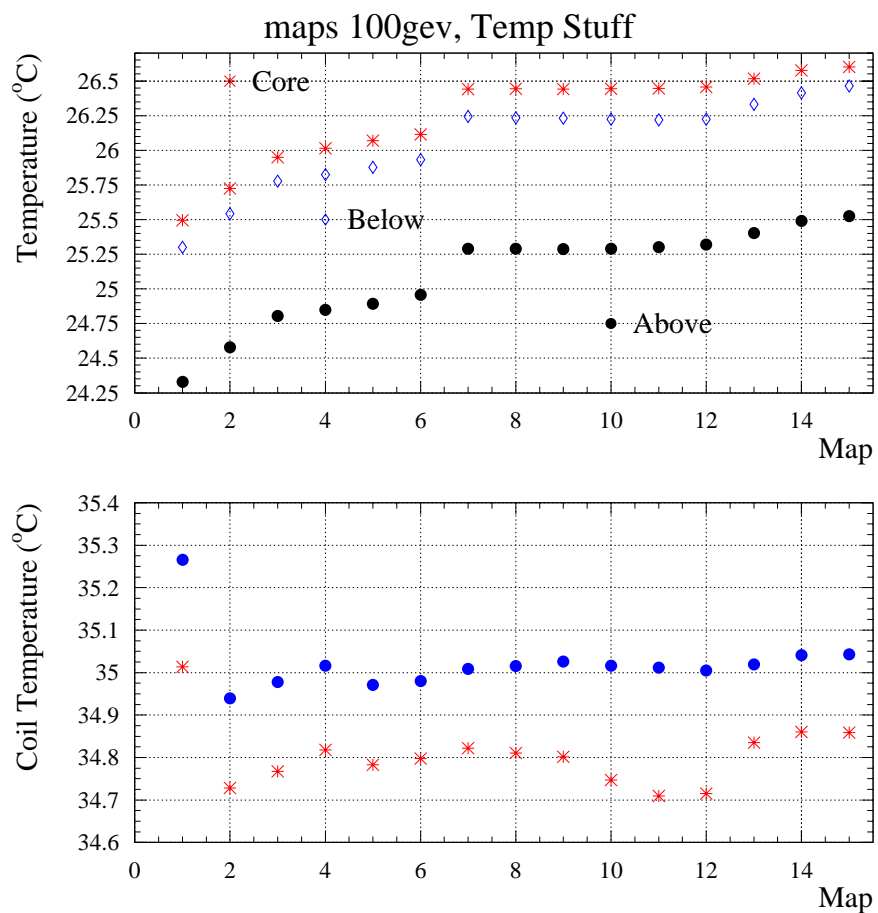 maps 100gev, Temp Stuff
Temperature (°C)
26.5
26.25
26
25.75
25.5
25.25
25
24.75
24.5
24.25
Core
Below
Above
0 2 4 6 8 10 12 14
Map
Coil Temperature (°C)
35.4
35.3
35.2
35.1
35
34.9
34.8
34.7
34.6
0 2 4 6 8 10 12 14
Map